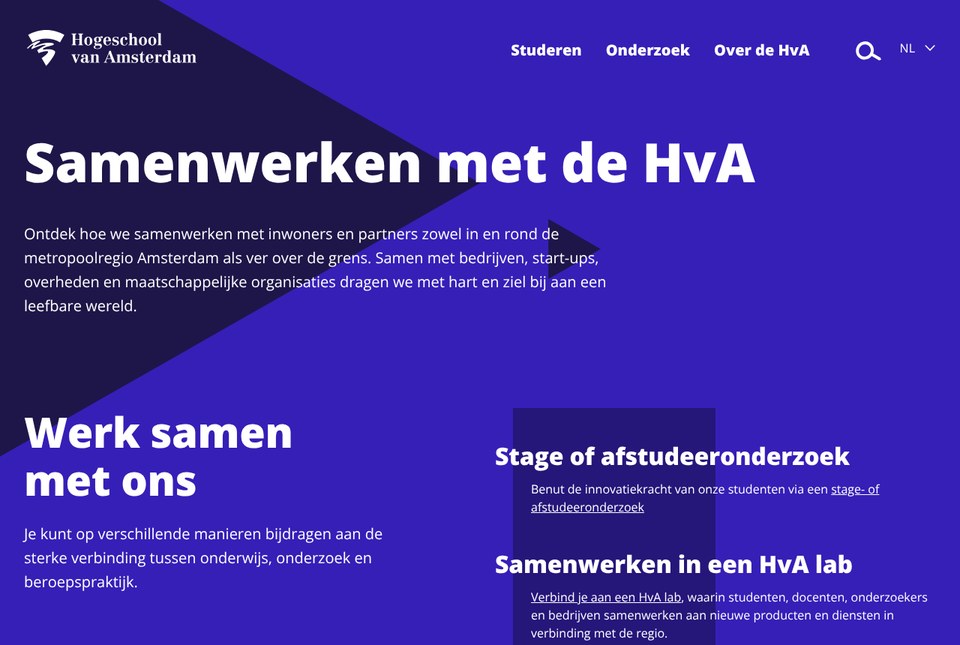 Hogeschool
van Amsterdam
Studeren Onderzoek Over de HvA NL
Samenwerken met de HvA
Ontdek hoe we samenwerken met inwoners en partners zowel in en rond de
metropoolregio Amsterdam als ver over de grens. Samen met bedrijven, start-ups,
overheden en maatschappelijke organisaties dragen we met hart en ziel bij aan een
leefbare wereld.
Werk samen
met ons
Je kunt op verschillende manieren bijdragen aan de
sterke verbinding tussen onderwijs, onderzoek en
beroepspraktijk.
Stage of afstudeeronderzoek
Benut de innovatiekracht van onze studenten via een stage- of
afstudeeronderzoek
Samenwerken in een HvA lab
Verbind je aan een HvA lab, waarin studenten, docenten, onderzoekers
en bedrijven samenwerken aan nieuwe producten en diensten in
verbinding met de regio.